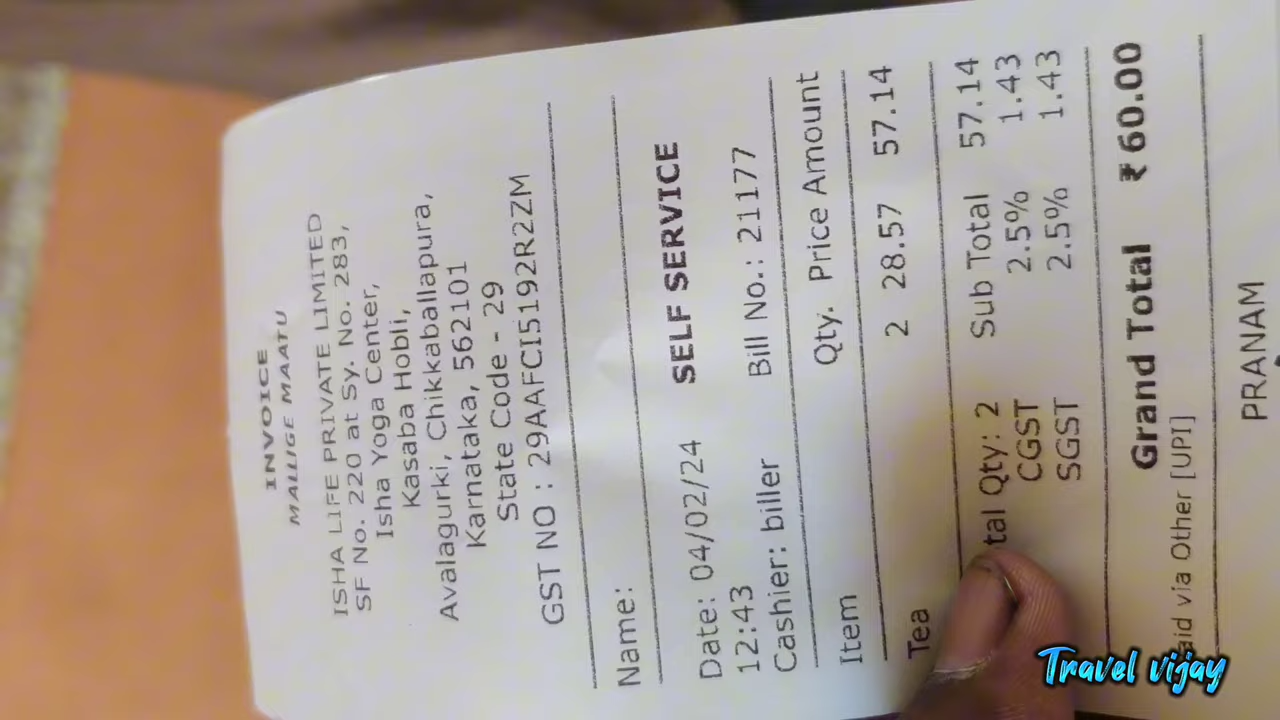 INVOICE
MALLIGE MAATU
ISHA LIFE PRIVATE LIMITED
SF No. 220 at Sy. No. 283,
Isha Yoga Center,
Kasaba Hobli,
Avalagurki, Chikkaballapura,
Karnataka, 562101
State Code - 29
GST NO : 29AAFCI5192R2ZM
Name:
Date: 04/02/24 SELF SERVICE
12:43
Cashier: biller Bill No.: 21177
Item Qty. Price Amount
Tea 2 28.57 57.14
tal Qty: 2 Sub Total 57.14
CGST 2.5% 1.43
SGST 2.5% 1.43
Grand Total ₹ 60.00
aid via Other [UPI]
PRANAM
Travel vijay